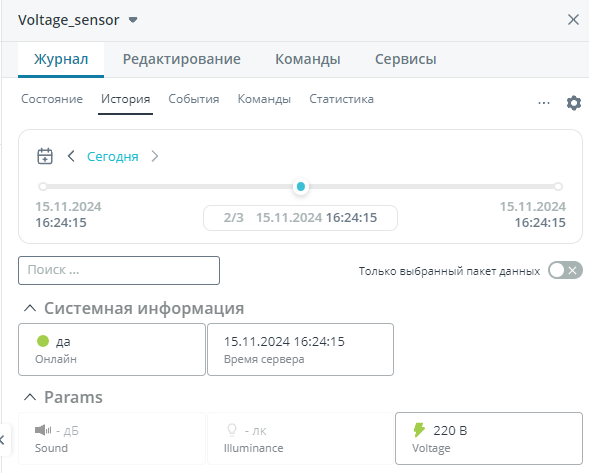 Voltage_sensor
Журнал Редактирование Команды Сервисы
Состояние История События Команды Статистика ...
Сегодня
15.11.2024 15.11.2024
16:24:15 2/3 15.11.2024 16:24:15 16:24:15
Поиск ... Только выбранный пакет данных
Системная информация
да 15.11.2024 16:24:15
Онлайн Время сервера
Params
- дБ - лк 220 В
Sound Illuminance Voltage